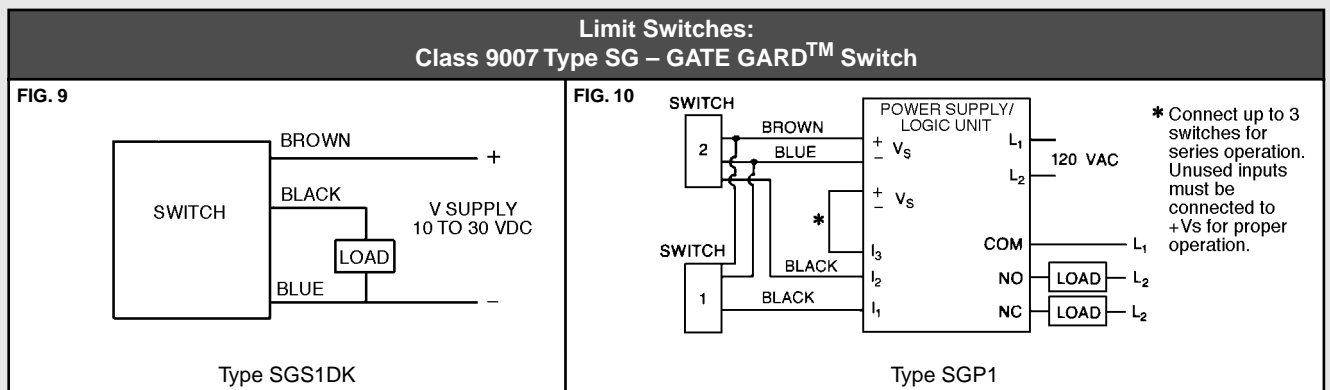 Limit Switches:
Class 9007 Type SG – GATE GARD™ Switch
FIG. 9
BROWN
+
SWITCH
BLACK
V SUPPLY
10 TO 30 VDC
LOAD
BLUE
–
Type SGS1DK
FIG. 10
SWITCH
2
BROWN
BLUE
POWER SUPPLY/
LOGIC UNIT
+
– VS
+
– VS
L1
L2
120 VAC
*
I3
SWITCH
1
BLACK
I2
BLACK
I1
COM
L1
NO
LOAD
L2
NC
LOAD
L2
* Connect up to 3
switches for
series operation.
Unused inputs
must be
connected to
+Vs for proper
operation.
Type SGP1